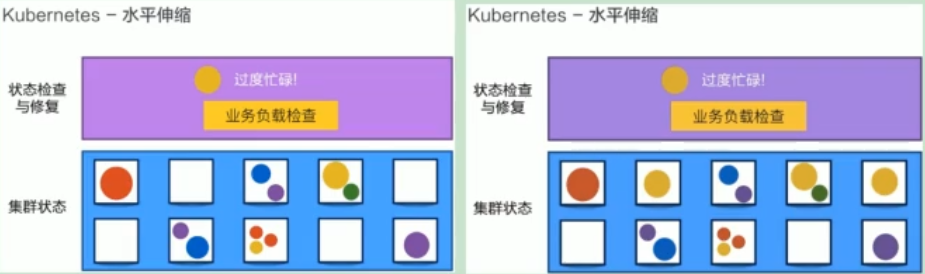 Kubernetes – 水平伸缩
状态检查
与修复
过度忙碌!
业务负载检查
集群状态
Kubernetes – 水平伸缩
状态检查
与修复
过度忙碌!
业务负载检查
集群状态